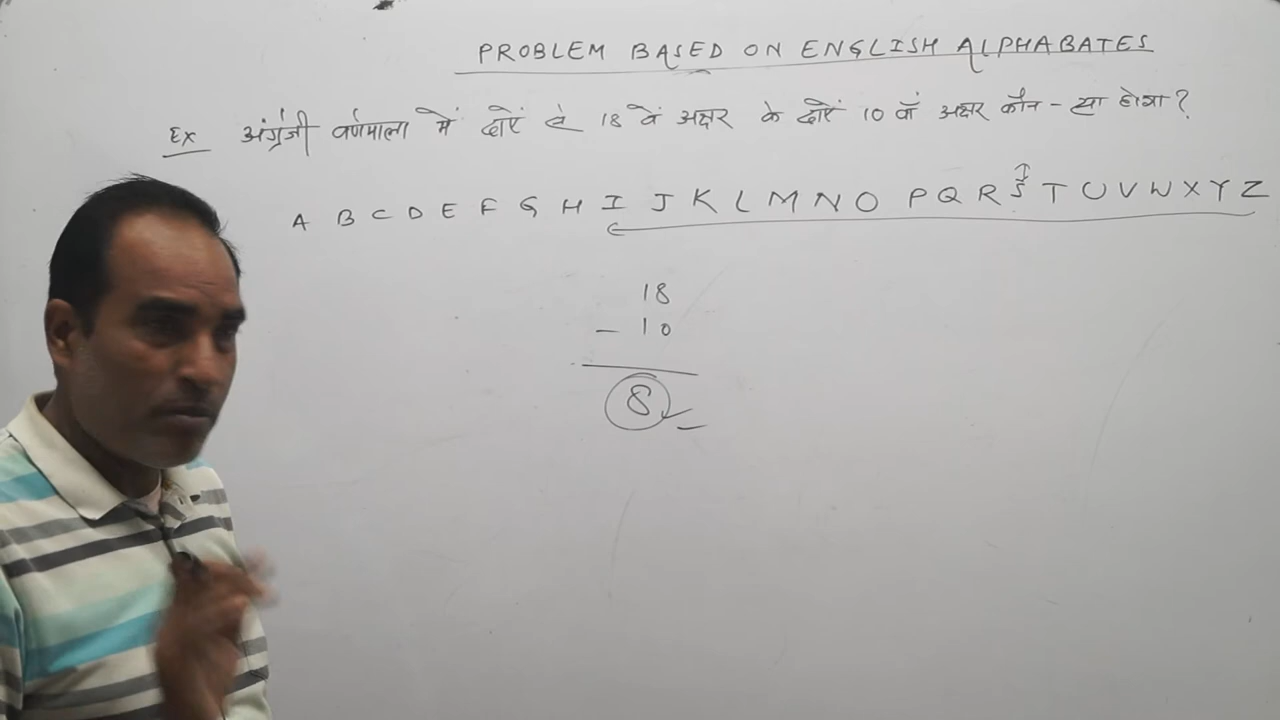 PROBLEM BASED ON ENGLISH ALPHABATES
Ex अंग्रेजी वर्णमाला में दाएं से 18 वें अक्षर के दाएं 10 वाँ अक्षर कौन - सा होगा?
A B C D E F G H I J K L M N O P Q R S T U V W X Y Z
18
- 10
8